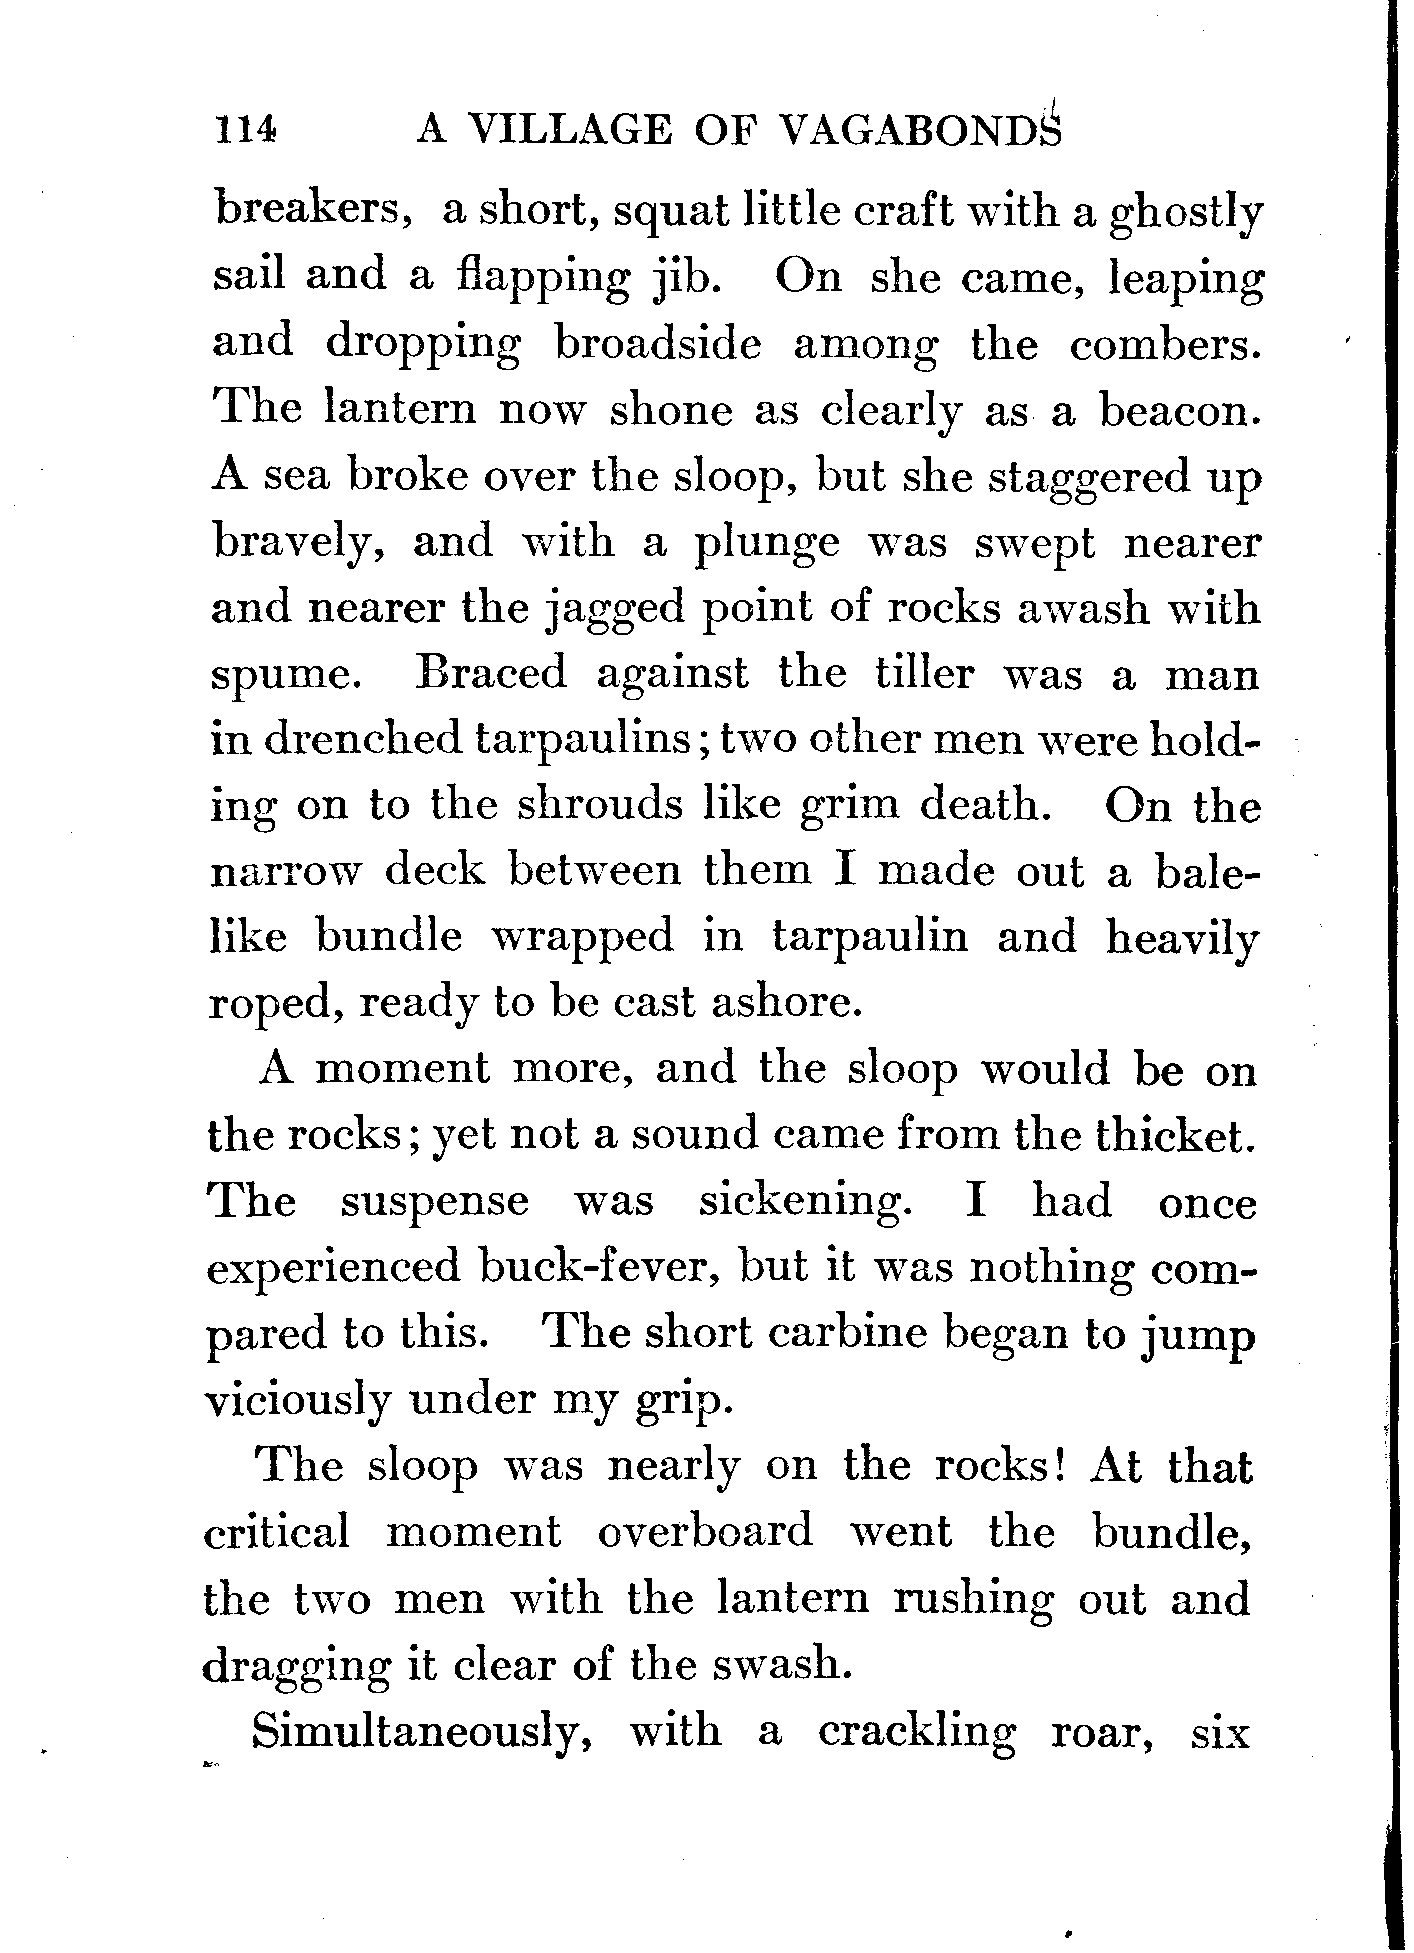 114 A VILLAGE OF VAGABONDS
breakers, a short, squat little craft with a ghostly
sail and a flapping jib. On she came, leaping
and dropping broadside among the combers.
The lantern now shone as clearly as a beacon.
A sea broke over the sloop, but she staggered up
bravely, and with a plunge was swept nearer
and nearer the jagged point of rocks awash with
spume. Braced against the tiller was a man
in drenched tarpaulins; two other men were hold-
ing on to the shrouds like grim death. On the
narrow deck between them I made out a bale-
like bundle wrapped in tarpaulin and heavily
roped, ready to be cast ashore.
A moment more, and the sloop would be on
the rocks; yet not a sound came from the thicket.
The suspense was sickening. I had once
experienced buck-fever, but it was nothing com-
pared to this. The short carbine began to jump
viciously under my grip.
The sloop was nearly on the rocks! At that
critical moment overboard went the bundle,
the two men with the lantern rushing out and
dragging it clear of the swash.
Simultaneously, with a crackling roar, six